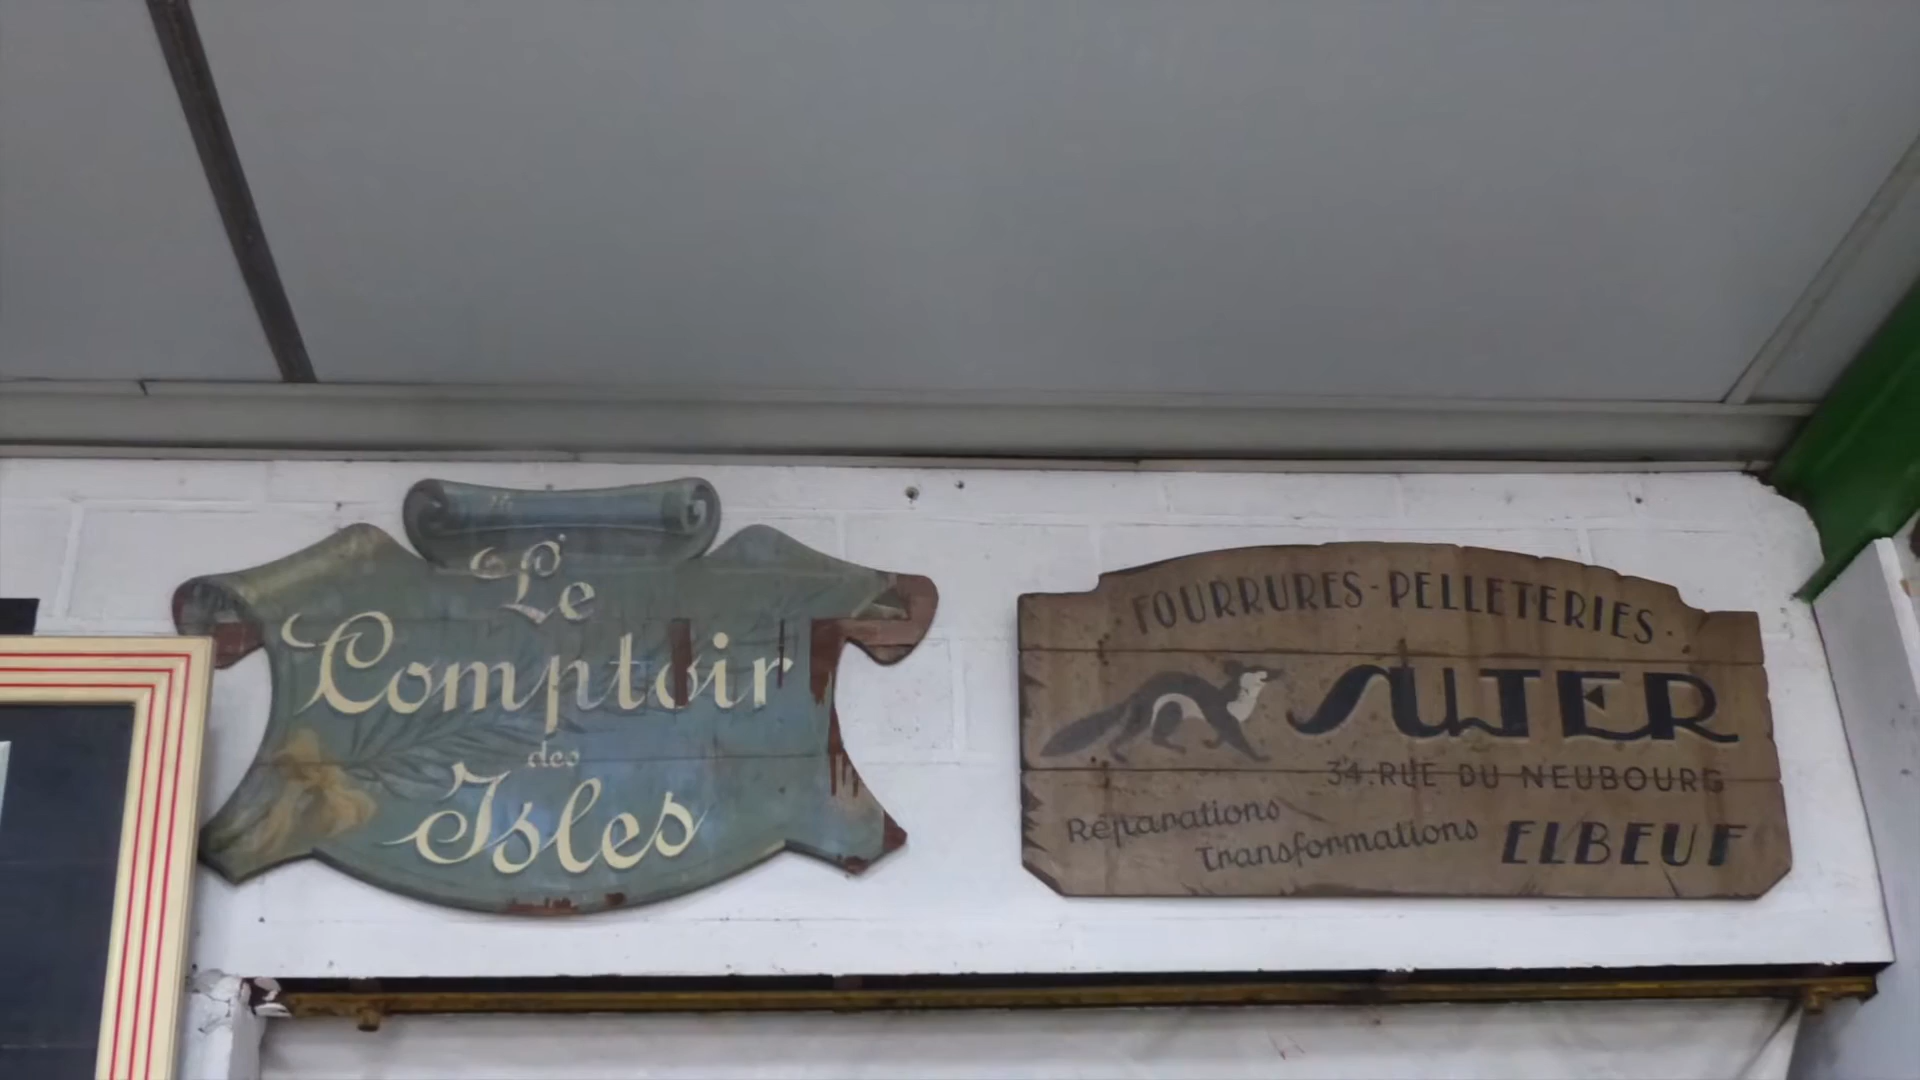 Le
Comptoir
des
Isles
FOURRURES-PELLETERIES.
SUTER
34.RUE DU NEUBOURG
Réparations
Transformations
ELBEUF